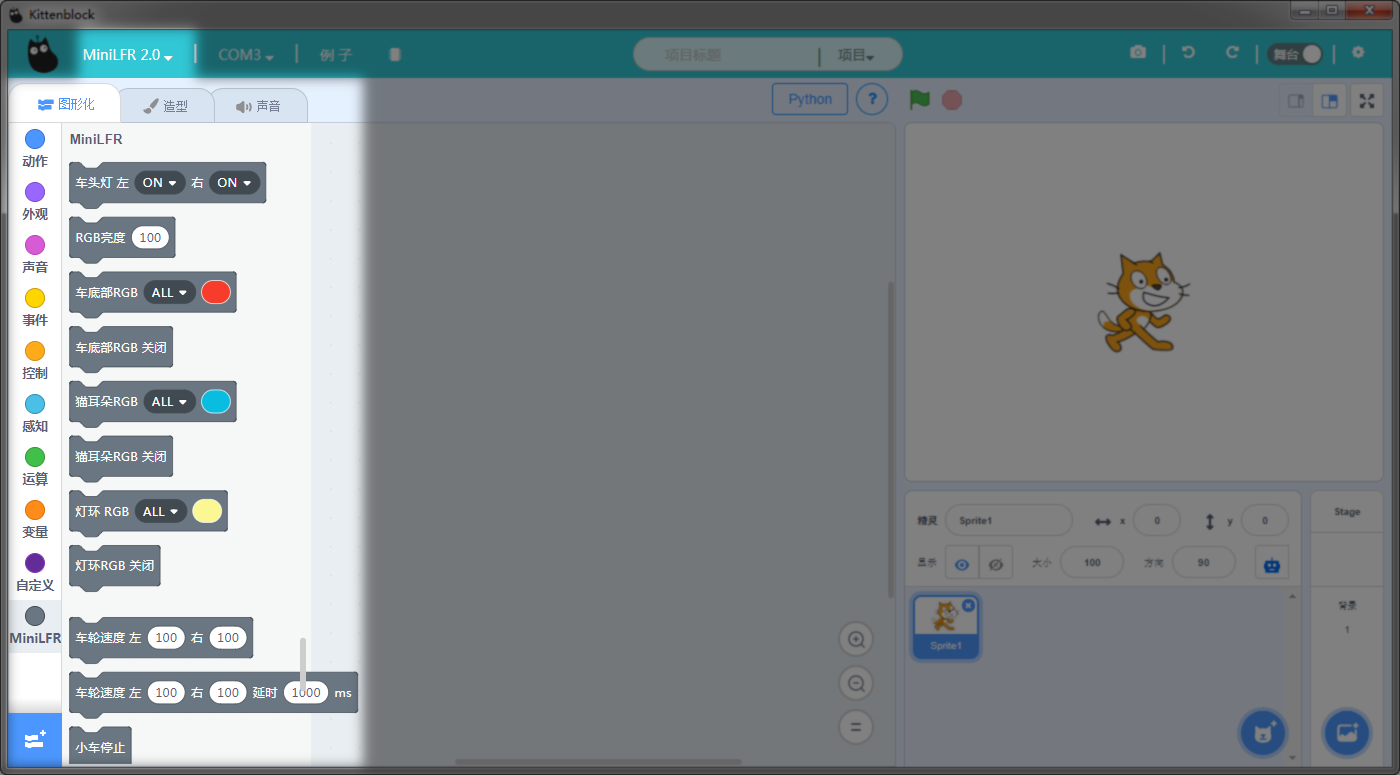 Kittenblock
MiniLFR 2.0
COM3
例子
项目标题
项目
舞台
图形化
造型
声音
Python
?
动作
外观
声音
事件
控制
感知
运算
变量
自定义
MiniLFR
MiniLFR
车头灯 左 ON 右 ON
RGB亮度 100
车底部RGB ALL
车底部RGB 关闭
猫耳朵RGB ALL
猫耳朵RGB 关闭
灯环 RGB ALL
灯环RGB 关闭
车轮速度 左 100 右 100
车轮速度 左 100 右 100 延时 1000 ms
小车停止
精灵 Sprite1 x 0 y 0
显示 大小 100 方向 90
Sprite1
Stage
背景
1